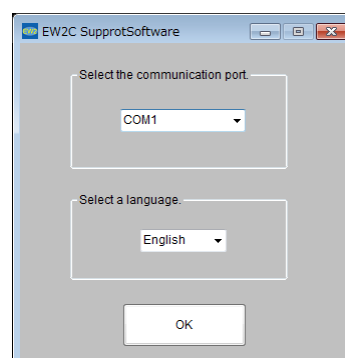 EW2C SupprotSoftware
Select the communication port.
COM1
Select a language.
English
OK